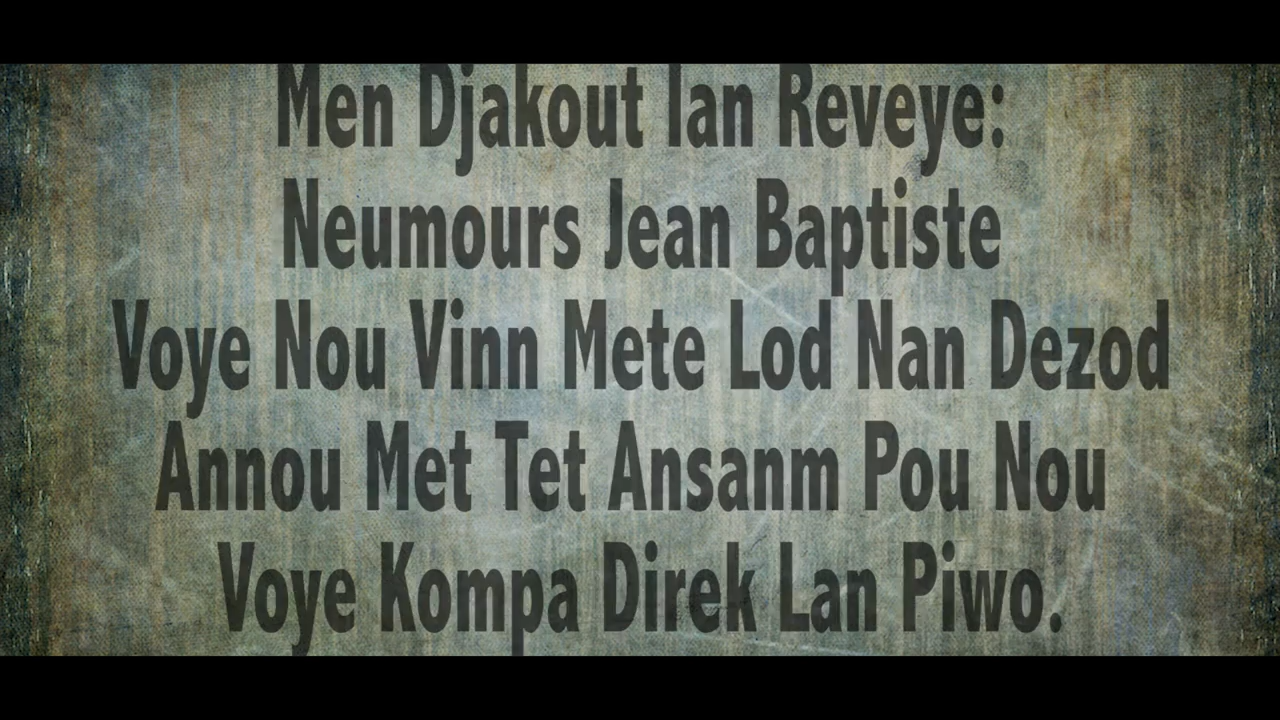 Men Djakout lan Reveye:
Neumours Jean Baptiste
Voye Nou Vinn Mete Lod Nan Dezod
Annou Met Tet Ansanm Pou Nou
Voye Kompa Direk Lan Piwo.